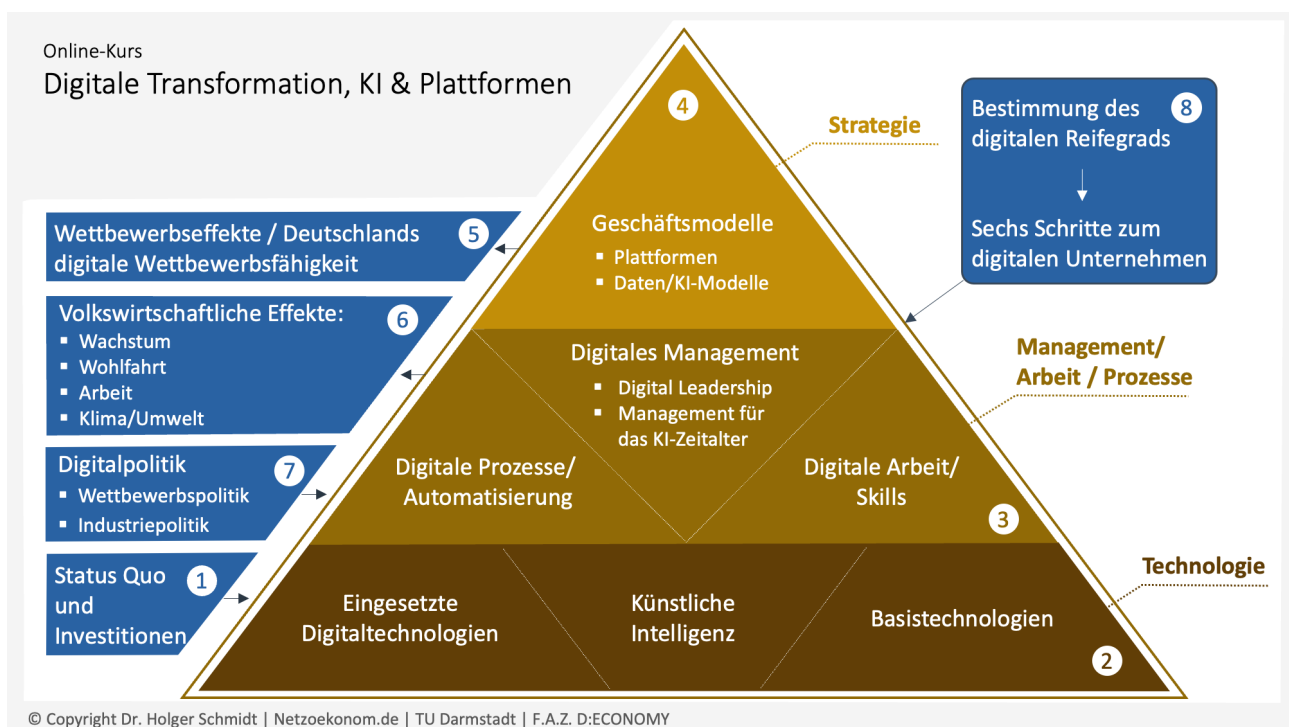 Online-Kurs
Digitale Transformation, KI & Plattformen
4
Strategie
Geschäftsmodelle
▪ Plattformen
▪ Daten/KI-Modelle
Bestimmung des
digitalen Reifegrads
8
Sechs Schritte zum
digitalen Unternehmen
Wettbewerbseffekte / Deutschlands
digitale Wettbewerbsfähigkeit
5
Volkswirtschaftliche Effekte:
6
▪ Wachstum
▪ Wohlfahrt
▪ Arbeit
▪ Klima/Umwelt
Digitales Management
▪ Digital Leadership
▪ Management für
das KI-Zeitalter
Management/
Arbeit / Prozesse
Digitale Prozesse/
Automatisierung
Digitale Arbeit/
Skills
3
Digitalpolitik
7
▪ Wettbewerbspolitik
▪ Industriepolitik
Status Quo
und
Investitionen
1
Technologie
Eingesetzte
Digitaltechnologien
Künstliche
Intelligenz
Basistechnologien
2
© Copyright Dr. Holger Schmidt | Netzoekonom.de | TU Darmstadt | F.A.Z. D:ECONOMY